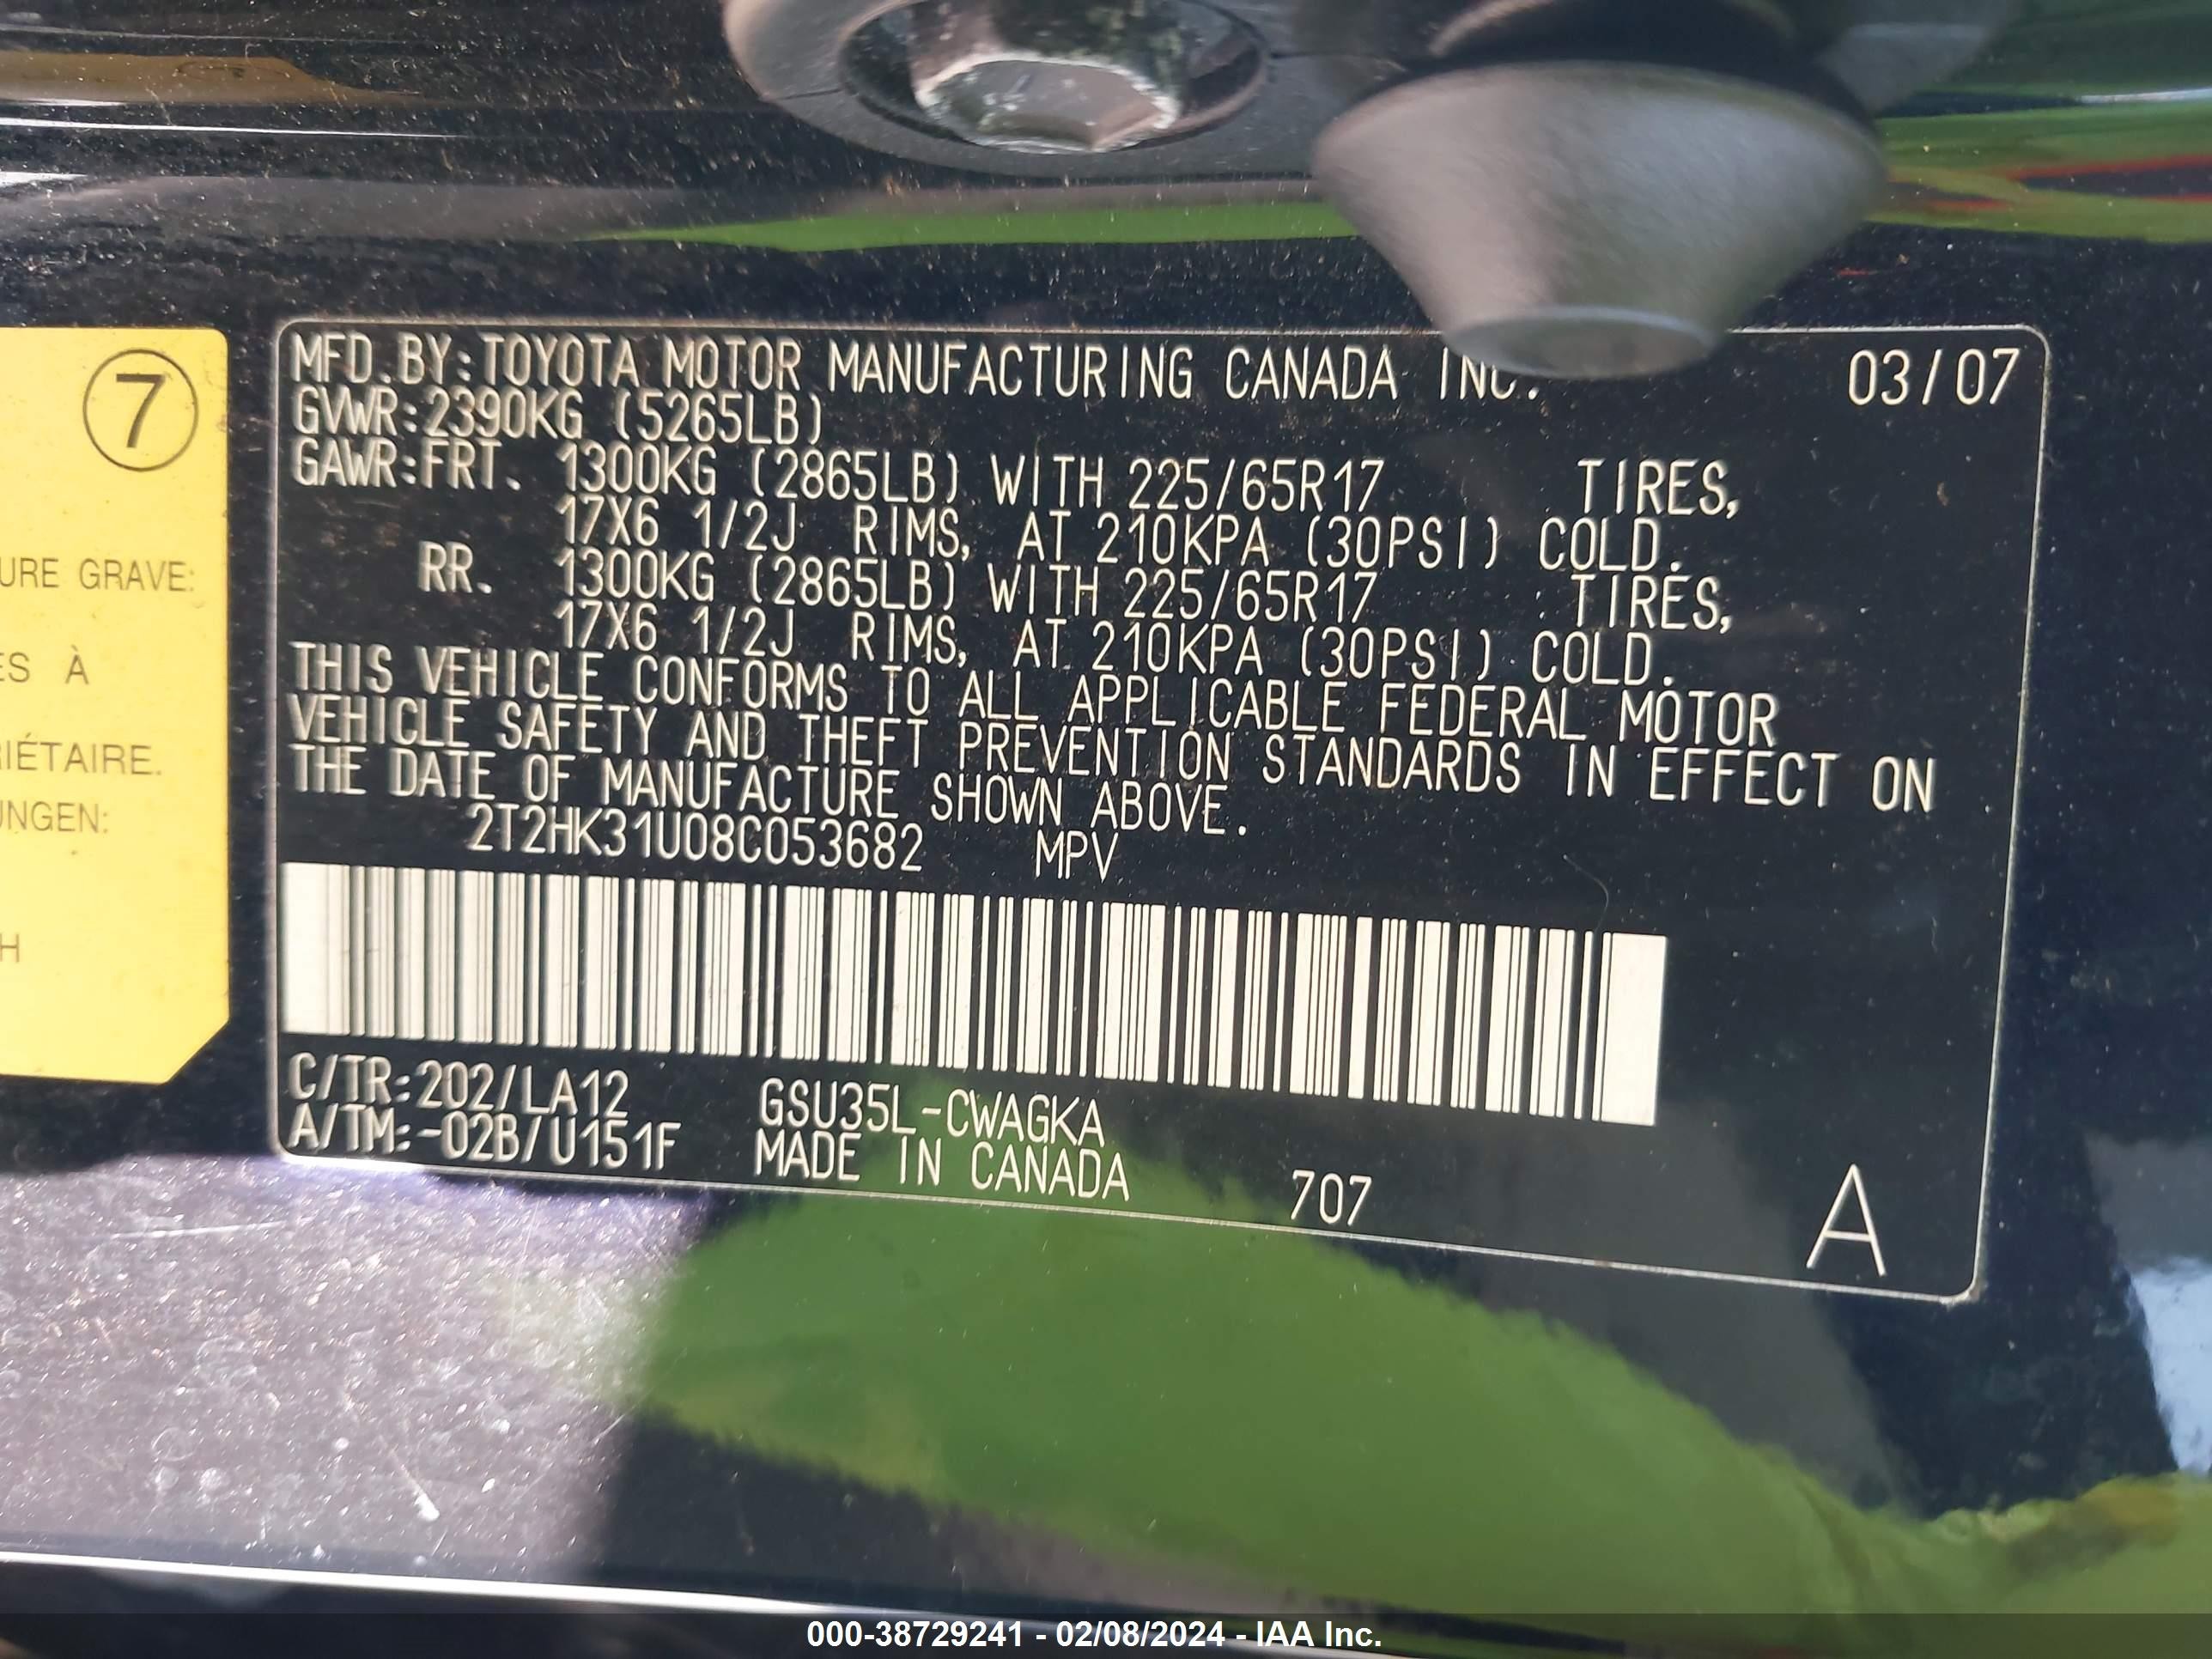 7
URE GRAVE:
ES À
RIÉTAIRE.
UNGEN:
H
MFD.BY:TOYOTA MOTOR MANUFACTURING CANADA INC. 03/07
GVWR:2390KG (5265LB)
GAWR:FRT. 1300KG (2865LB) WITH 225/65R17 TIRES,
17X6 1/2J RIMS, AT 210KPA (30PSI) COLD.
RR. 1300KG (2865LB) WITH 225/65R17 TIRES,
17X6 1/2J RIMS, AT 210KPA (30PSI) COLD.
THIS VEHICLE CONFORMS TO ALL APPLICABLE FEDERAL MOTOR
VEHICLE SAFETY AND THEFT PREVENTION STANDARDS IN EFFECT ON
THE DATE OF MANUFACTURE SHOWN ABOVE.
2T2HK31U08C053682 MPV
C/TR:202/LA12 GSU35L-CWAGKA
A/TM:-02B/U151F MADE IN CANADA 707 A
000-38729241 - 02/08/2024 - IAA Inc.